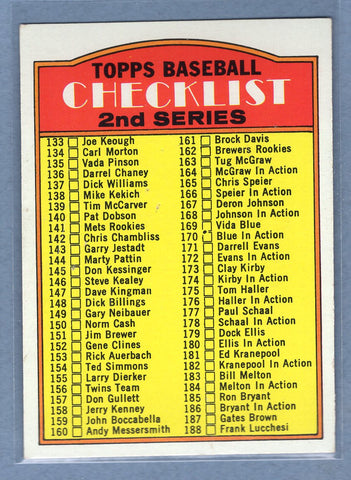 TOPPS BASEBALL
CHECKLIST
2nd SERIES
133 Joe Keough
134 Carl Morton
135 Vada Pinson
136 Darrel Chaney
137 Dick Williams
138 Mike Kekich
139 Tim McCarver
140 Pat Dobson
141 Mets Rookies
142 Chris Chambliss
143 Garry Jestadt
144 Marty Pattin
145 Don Kessinger
146 Steve Kealey
147 Dave Kingman
148 Dick Billings
149 Gary Neibauer
150 Norm Cash
151 Jim Brewer
152 Gene Clines
153 Rick Auerbach
154 Ted Simmons
155 Larry Dierker
156 Twins Team
157 Don Gullett
158 Jerry Kenney
159 John Boccabella
160 Andy Messersmith
161 Brock Davis
162 Brewers Rookies
163 Tug McGraw
164 McGraw In Action
165 Chris Speier
166 Speier In Action
167 Deron Johnson
168 Johnson In Action
169 Vida Blue
170 Blue In Action
171 Darrell Evans
172 Evans In Action
173 Clay Kirby
174 Kirby In Action
175 Tom Haller
176 Haller In Action
177 Paul Schaal
178 Schaal In Action
179 Dock Ellis
180 Ellis In Action
181 Ed Kranepool
182 Kranepool In Action
183 Bill Melton
184 Melton In Action
185 Ron Bryant
186 Bryant In Action
187 Gates Brown
188 Frank Lucchesi